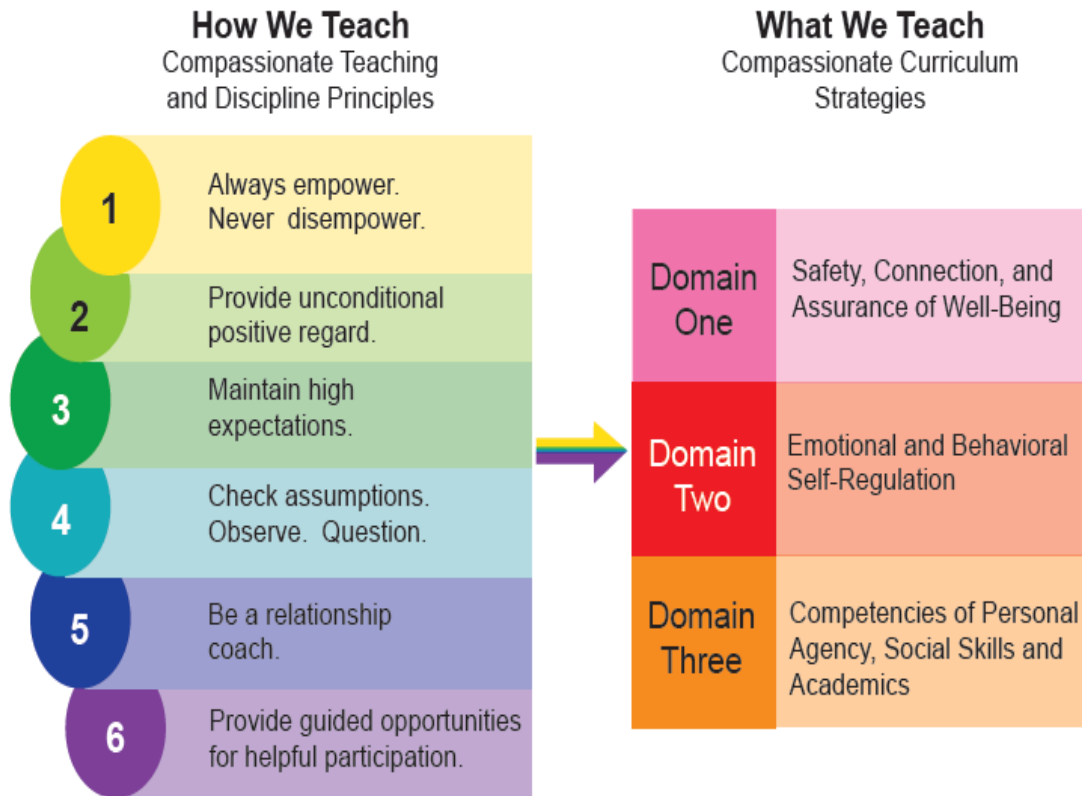 How We Teach
Compassionate Teaching
and Discipline Principles
1
Always empower.
Never disempower.
2
Provide unconditional
positive regard.
3
Maintain high
expectations.
4
Check assumptions.
Observe. Question.
5
Be a relationship
coach.
6
Provide guided opportunities
for helpful participation.
What We Teach
Compassionate Curriculum
Strategies
Domain
One
Safety, Connection, and
Assurance of Well-Being
Domain
Two
Emotional and Behavioral
Self-Regulation
Domain
Three
Competencies of Personal
Agency, Social Skills and
Academics